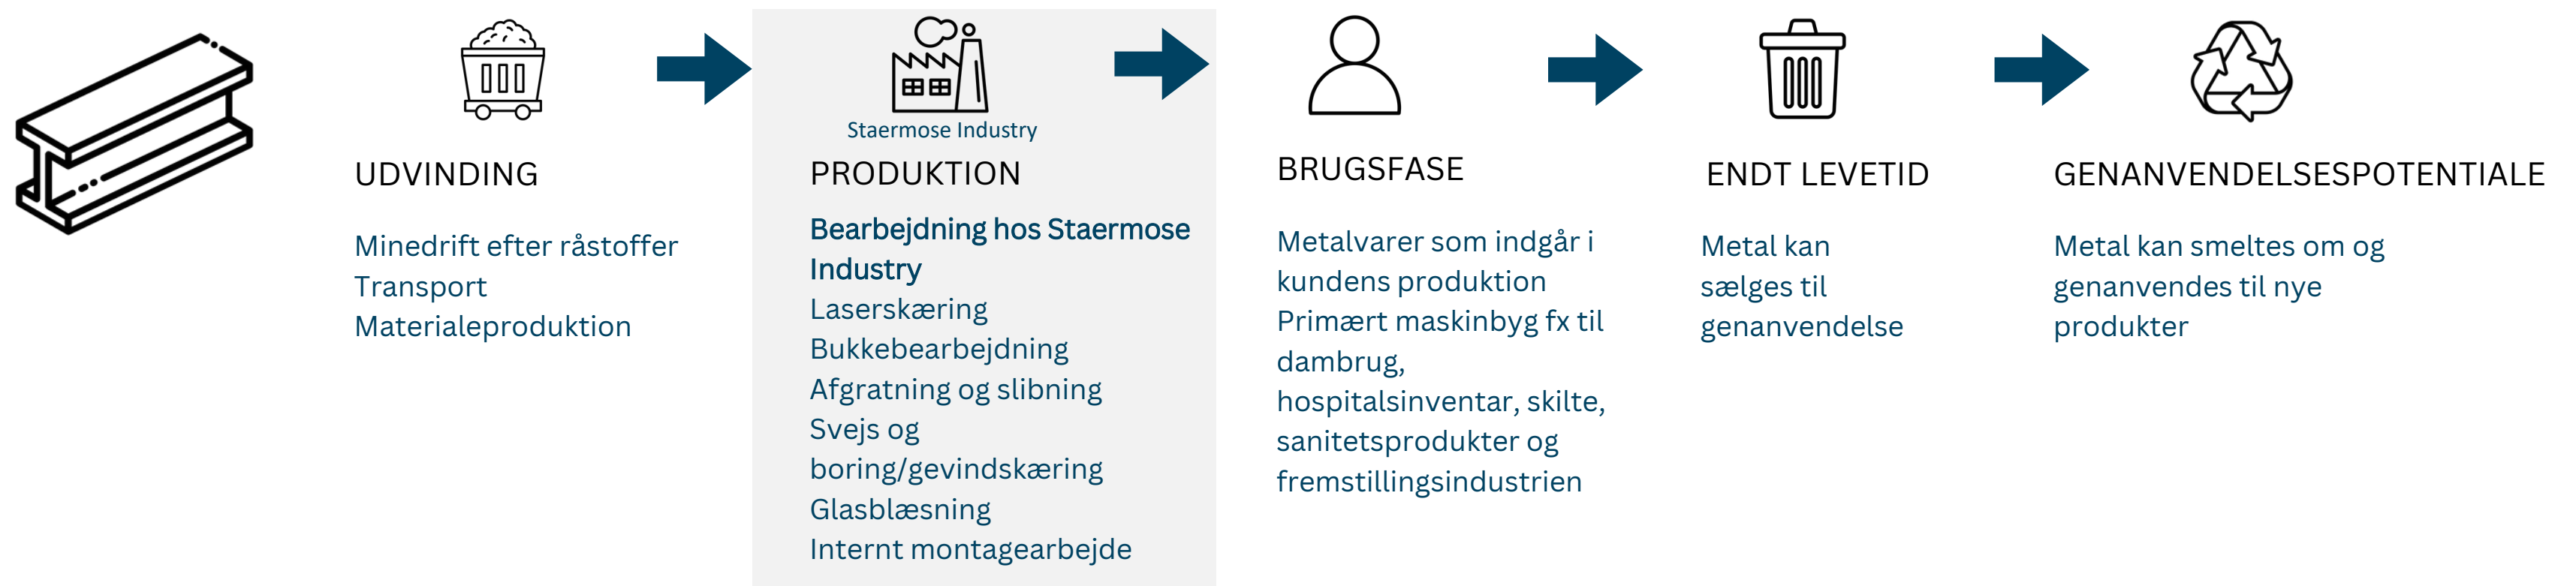 UDVINDING
Minedrift efter råstoffer
Transport
Materialeproduktion
Staermose Industry
PRODUKTION
Bearbejdning hos Staermose
Industry
Laserskæring
Bukkebearbejdning
Afgratning og slibning
Svejs og
boring/gevindskæring
Glasblæsning
Internt montagearbejde
BRUGSFASE
Metalvarer som indgår i
kundens produktion
Primært maskinbyg fx til
dambrug,
hospitalsinventar, skilte,
sanitetsprodukter og
fremstillingsindustrien
ENDT LEVETID
Metal kan
sælges til
genanvendelse
GENANVENDELSESPOTENTIALE
Metal kan smeltes om og
genanvendes til nye
produkter